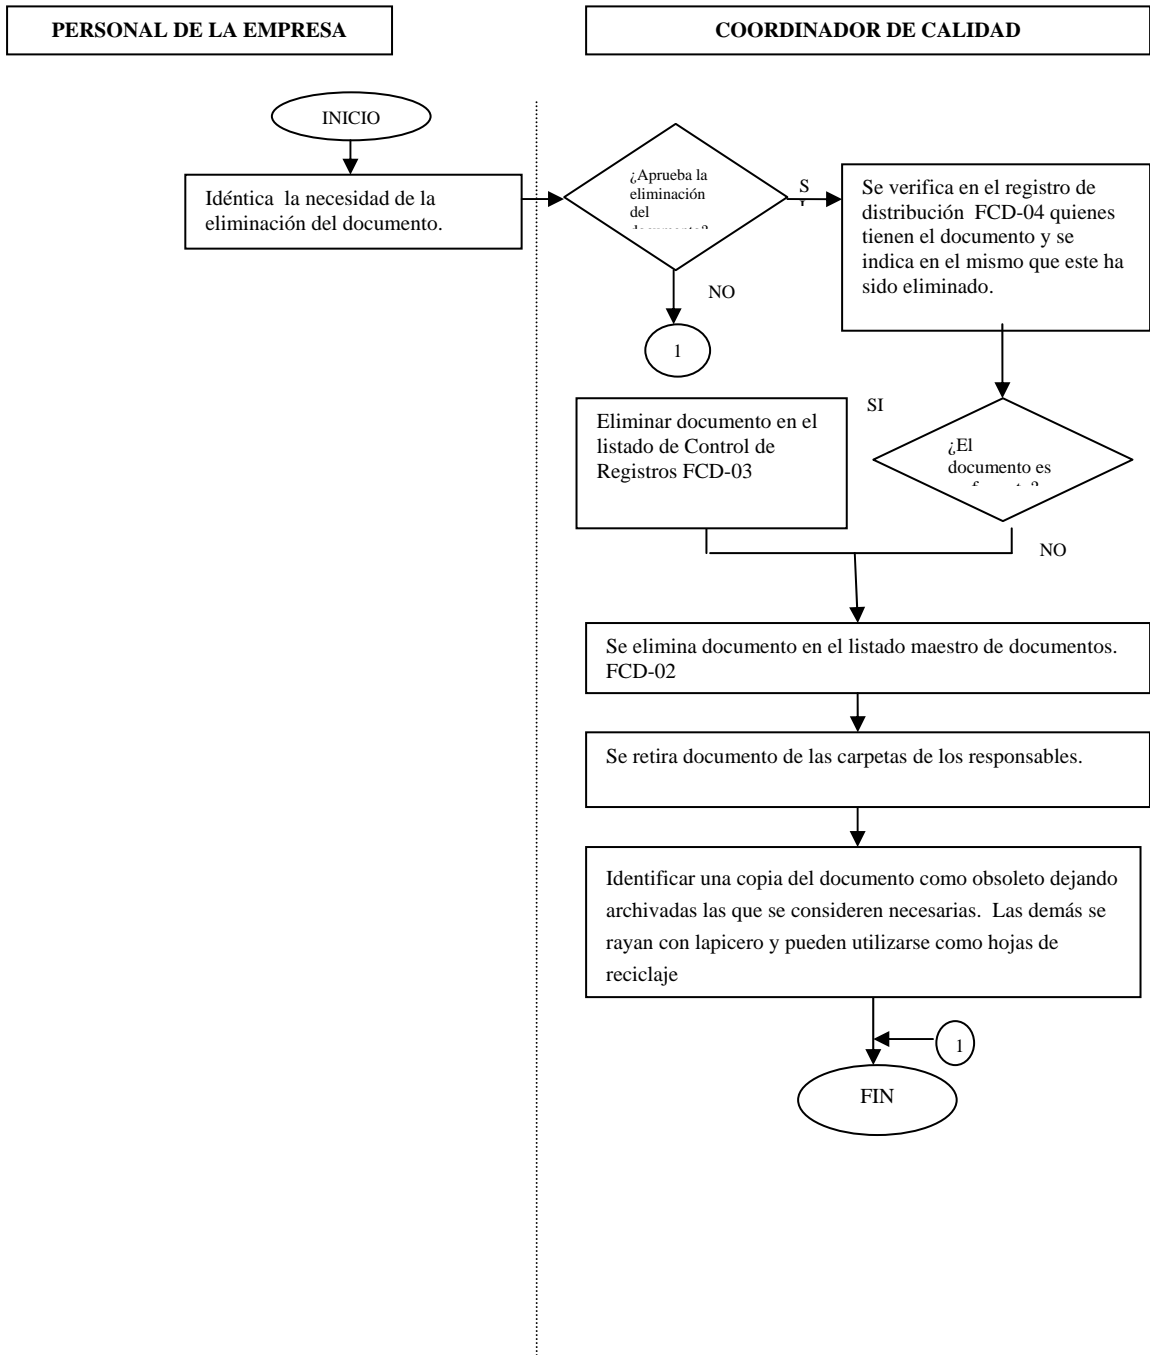 PERSONAL DE LA EMPRESA
COORDINADOR DE CALIDAD
INICIO
Idéntica la necesidad de la
eliminación del documento.
¿Aprueba la
eliminación
del
S
Se verifica en el registro de
distribución FCD-04 quienes
tienen el documento y se
indica en el mismo que este ha
sido eliminado.
NO
1
Eliminar documento en el
listado de Control de
Registros FCD-03
SI
¿El
documento es
NO
Se elimina documento en el listado maestro de documentos.
FCD-02
Se retira documento de las carpetas de los responsables.
Identificar una copia del documento como obsoleto dejando
archivadas las que se consideren necesarias. Las demás se
rayan con lapicero y pueden utilizarse como hojas de
reciclaje
1
FIN